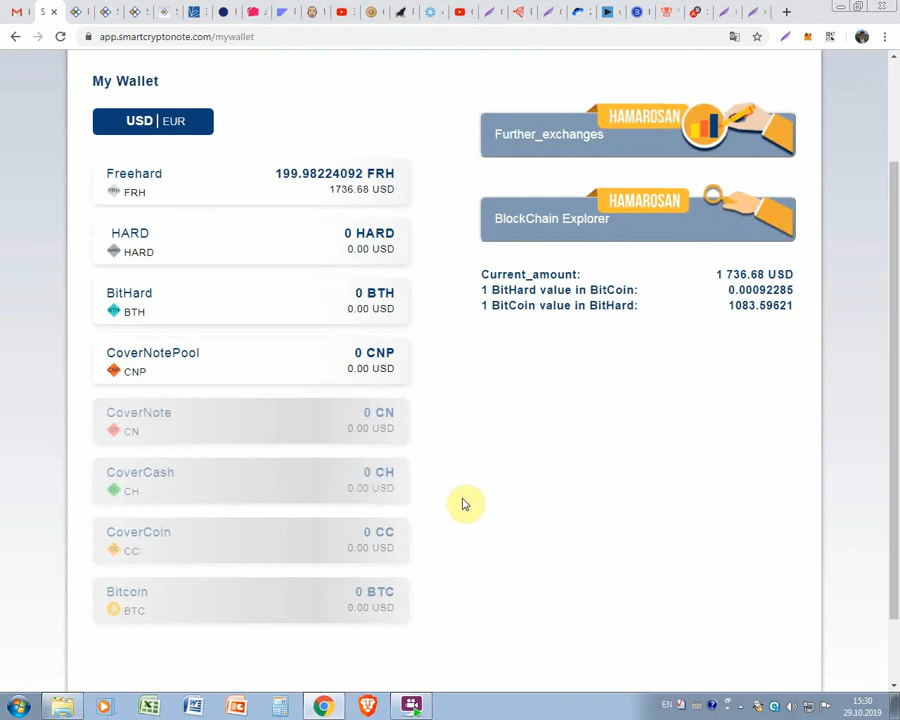 S
app.smartcryptonote.com/mywallet
My Wallet
USD | EUR
Freehard 199.98224092 FRH
FRH 1736.68 USD
HARD 0 HARD
HARD 0.00 USD
BitHard 0 BTH
BTH 0.00 USD
CoverNotePool 0 CNP
CNP 0.00 USD
CoverNote 0 CN
CN 0.00 USD
CoverCash 0 CH
CH 0.00 USD
CoverCoin 0 CC
CC 0.00 USD
Bitcoin 0 BTC
BTC 0.00 USD
HAMAROSAN
Further_exchanges
HAMAROSAN
BlockChain Explorer
Current_amount: 1 736.68 USD
1 BitHard value in BitCoin: 0.00092285
1 BitCoin value in BitHard: 1083.59621
EN
15:30
29.10.2019